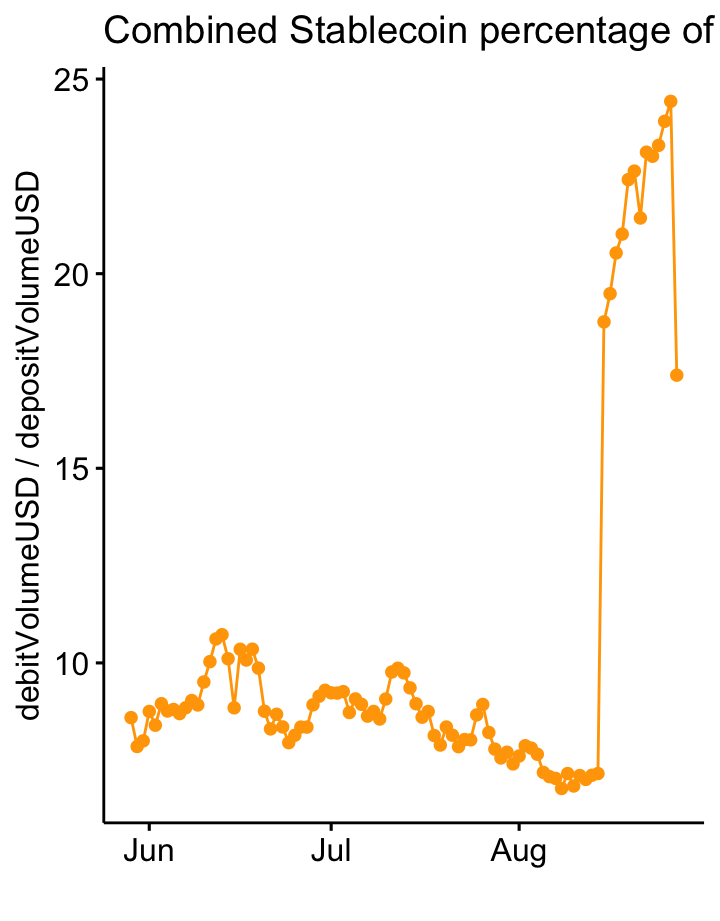 Combined Stablecoin percentage of
debitVolumeUSD / depositVolumeUSD
25
20
15
10
Jun
Jul
Aug